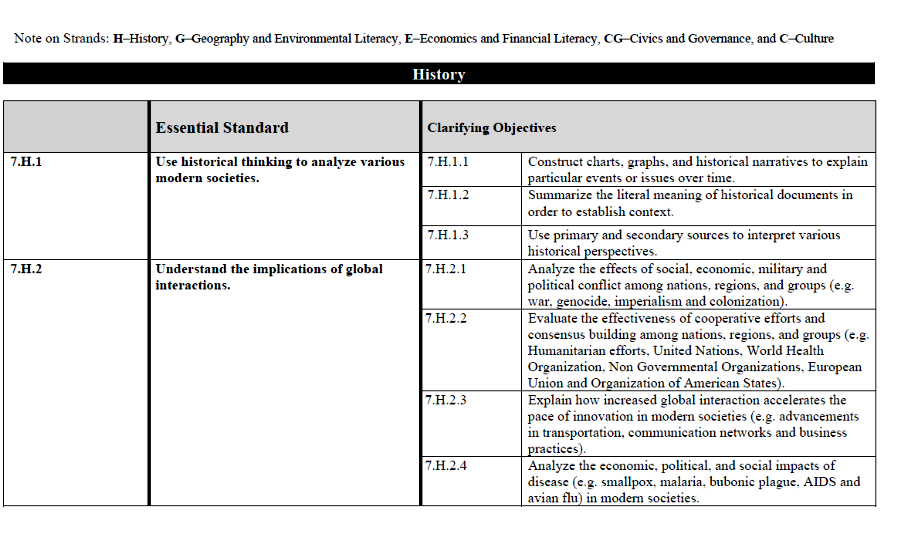 Note on Strands: H–History, G–Geography and Environmental Literacy, E–Economics and Financial Literacy, CG–Civics and Governance, and C–Culture
History
Essential Standard
Clarifying Objectives
7.H.1
Use historical thinking to analyze various
modern societies.
7.H.1.1
Construct charts, graphs, and historical narratives to explain
particular events or issues over time.
7.H.1.2
Summarize the literal meaning of historical documents in
order to establish context.
7.H.1.3
Use primary and secondary sources to interpret various
historical perspectives.
7.H.2
Understand the implications of global
interactions.
7.H.2.1
Analyze the effects of social, economic, military and
political conflict among nations, regions, and groups (e.g.
war, genocide, imperialism and colonization).
7.H.2.2
Evaluate the effectiveness of cooperative efforts and
consensus building among nations, regions, and groups (e.g.
Humanitarian efforts, United Nations, World Health
Organization, Non Governmental Organizations, European
Union and Organization of American States).
7.H.2.3
Explain how increased global interaction accelerates the
pace of innovation in modern societies (e.g. advancements
in transportation, communication networks and business
practices).
7.H.2.4
Analyze the economic, political, and social impacts of
disease (e.g. smallpox, malaria, bubonic plague, AIDS and
avian flu) in modern societies.